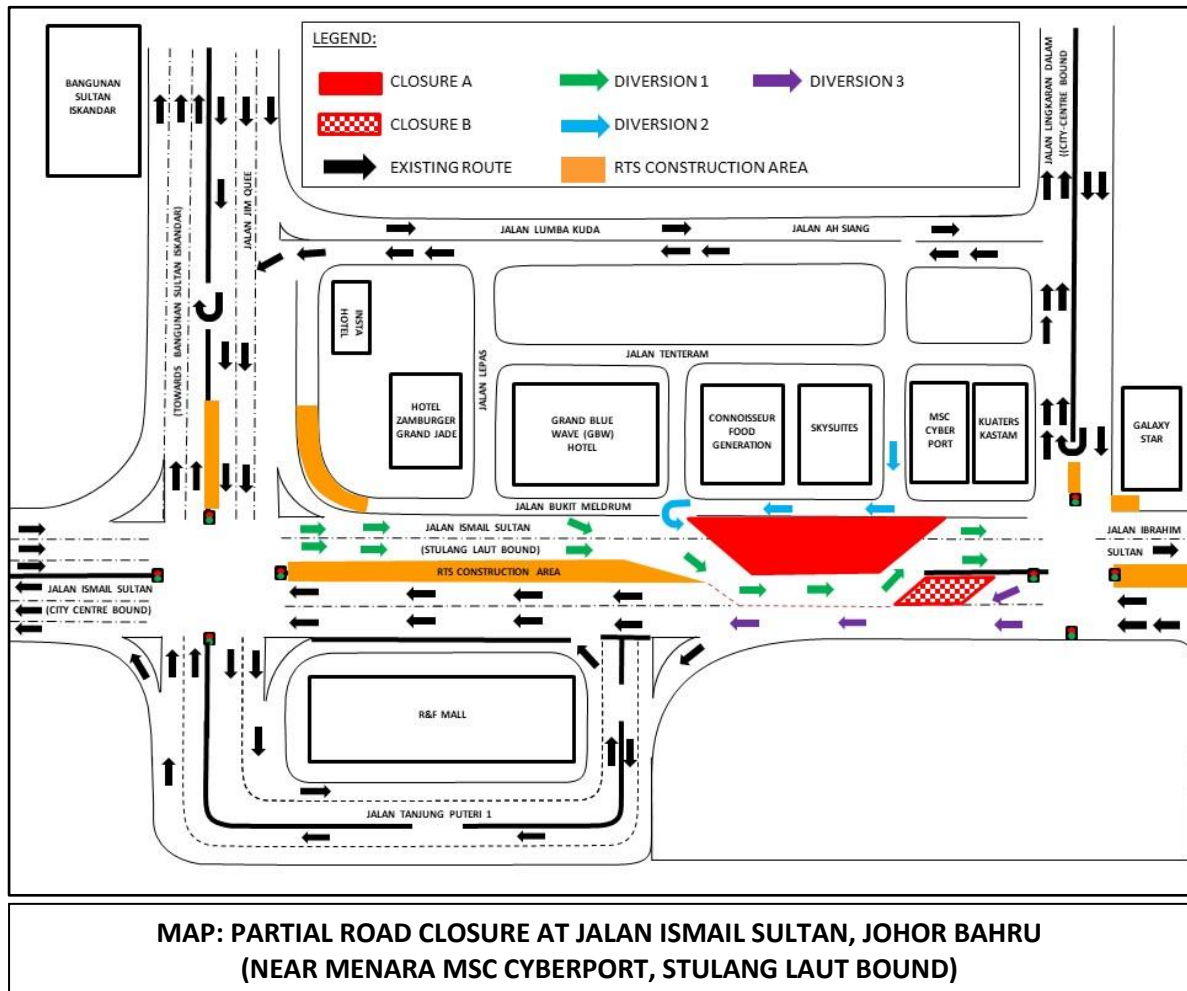 LEGEND:
CLOSURE A
DIVERSION 1
DIVERSION 3
CLOSURE B
DIVERSION 2
EXISTING ROUTE
RTS CONSTRUCTION AREA
BANGUNAN
SULTAN
ISKANDAR
JALAN JIM QUEE
(TOWARDS BANGUNAN SULTAN ISKANDAR)
JALAN LINGKARAN DALAM
((CITY-CENTRE BOUND)
JALAN LUMBA KUDA
JALAN AH SIANG
INSTA
HOTEL
JALAN LEPAS
JALAN TENTERAM
HOTEL
ZAMBURGER
GRAND JADE
GRAND BLUE
WAVE (GBW)
HOTEL
CONNOISSEUR
FOOD
GENERATION
SKYSUITES
MSC
CYBER
PORT
KUATERS
KASTAM
GALAXY
STAR
JALAN BUKIT MELDRUM
JALAN ISMAIL SULTAN
(STULANG LAUT BOUND)
RTS CONSTRUCTION AREA
JALAN IBRAHIM
SULTAN
JALAN ISMAIL SULTAN
(CITY CENTRE BOUND)
R&F MALL
JALAN TANJUNG PUTERI 1
MAP: PARTIAL ROAD CLOSURE AT JALAN ISMAIL SULTAN, JOHOR BAHRU
(NEAR MENARA MSC CYBERPORT, STULANG LAUT BOUND)